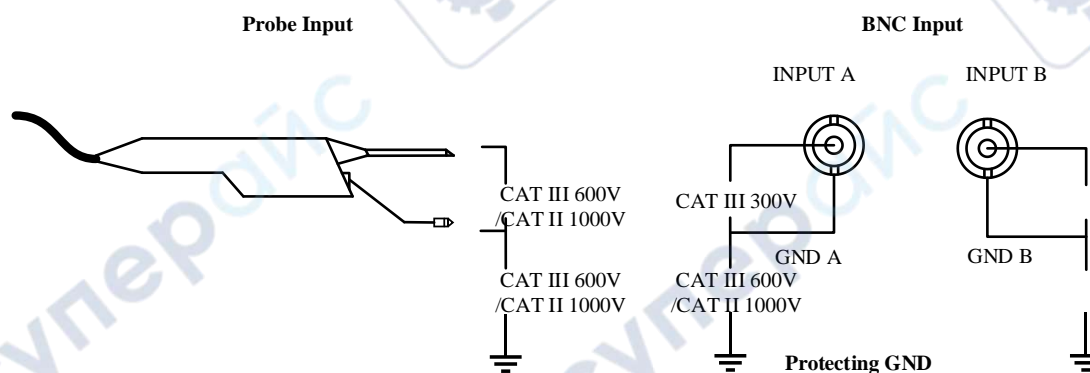 Probe Input
BNC Input
INPUT A
INPUT B
CAT III 600V
/CAT II 1000V
CAT III 300V
GND A
GND B
CAT III 600V
/CAT II 1000V
CAT III 600V
/CAT II 1000V
Protecting GND